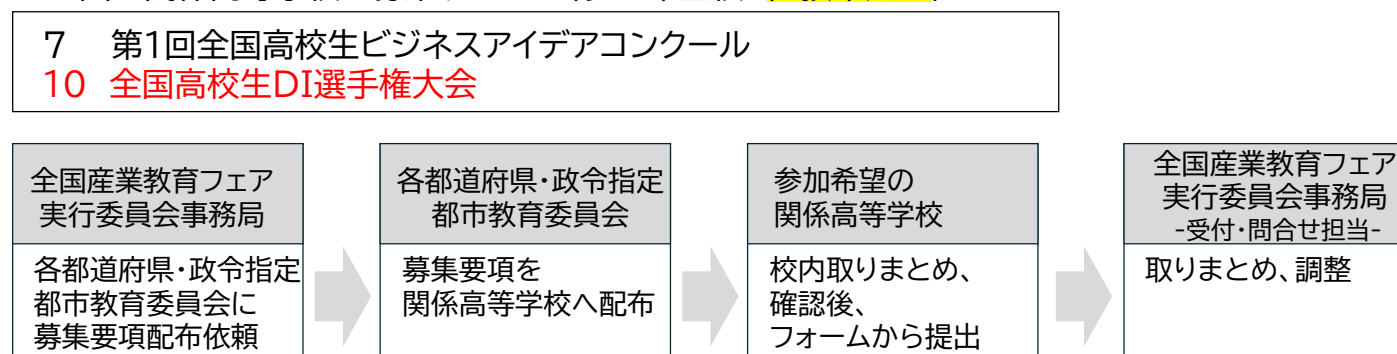 7 第1回全国高校生ビジネスアイデアコンクール
10 全国高校生DI選手権大会
全国産業教育フェア
実行委員会事務局
各都道府県・政令指定
都市教育委員会に
募集要項配布依頼
各都道府県・政令指定
都市教育委員会
募集要項を
関係高等学校へ配布
参加希望の
関係高等学校
校内取りまとめ、
確認後、
フォームから提出
全国産業教育フェア
実行委員会事務局
-受付・問合せ担当-
取りまとめ、調整